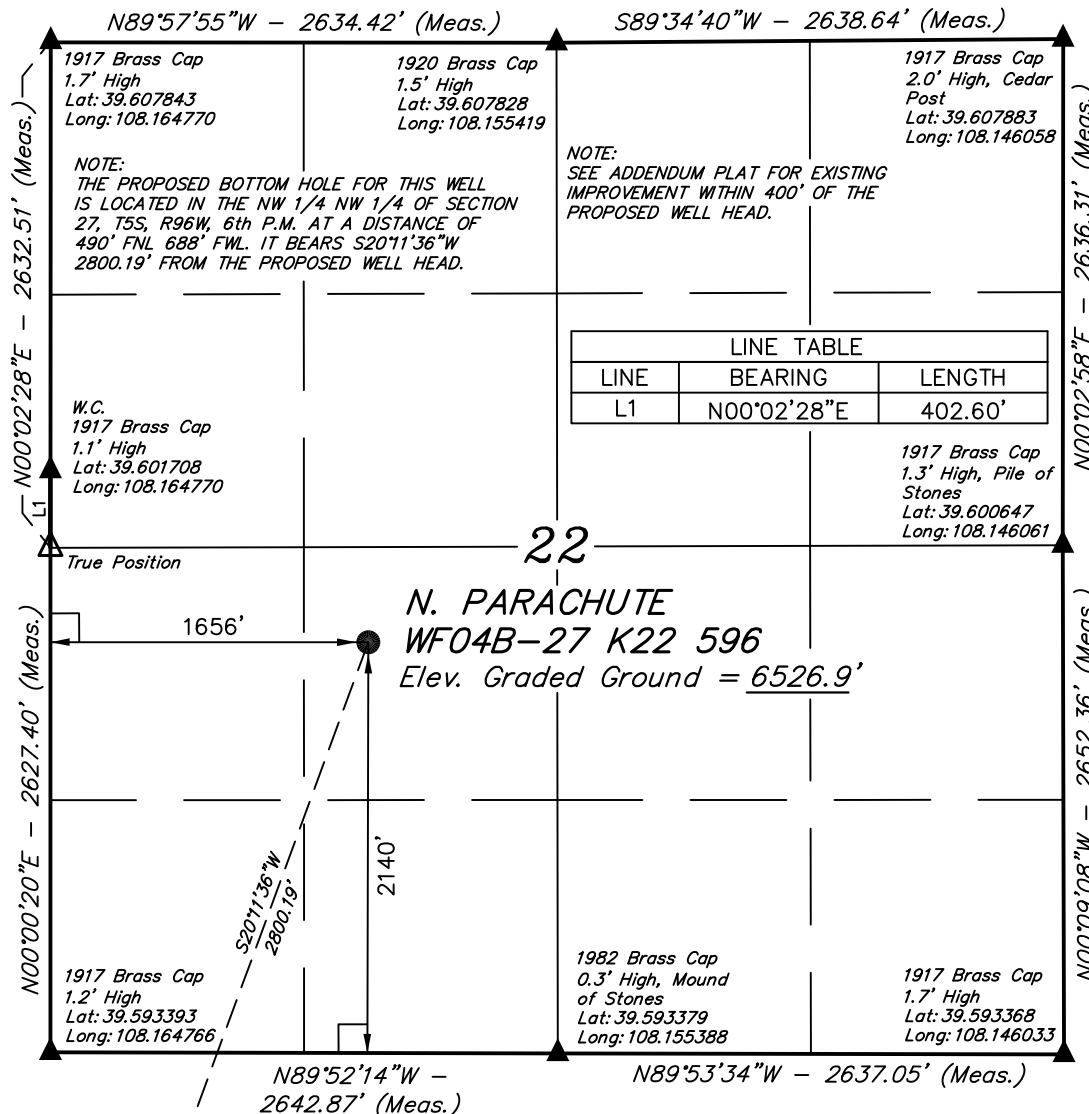 N89°57'55"W - 2634.42' (Meas.)
S89°34'40"W - 2638.64' (Meas.)
1917 Brass Cap
1.7' High
Lat: 39.607843
Long: 108.164770
1920 Brass Cap
1.5' High
Lat: 39.607828
Long: 108.155419
1917 Brass Cap
2.0' High, Cedar
Post
Lat: 39.607883
Long: 108.146058
N00°02'28"E - 2632.51' (Meas.)
N00°02'58"E - 2636.31' (Meas.)
NOTE:
THE PROPOSED BOTTOM HOLE FOR THIS WELL
IS LOCATED IN THE NW 1/4 NW 1/4 OF SECTION
27, T5S, R96W, 6th P.M. AT A DISTANCE OF
490' FNL 688' FWL. IT BEARS S20°11'36"W
2800.19' FROM THE PROPOSED WELL HEAD.
NOTE:
SEE ADDENDUM PLAT FOR EXISTING
IMPROVEMENT WITHIN 400' OF THE
PROPOSED WELL HEAD.
LINE TABLE
LINE BEARING LENGTH
L1 N00°02'28"E 402.60'
W.C.
1917 Brass Cap
1.1' High
Lat: 39.601708
Long: 108.164770
1917 Brass Cap
1.3' High, Pile of
Stones
Lat: 39.600647
Long: 108.146061
L1
True Position
22
N. PARACHUTE
WF04B-27 K22 596
Elev. Graded Ground = 6526.9'
1656'
2140'
S20°11'36"W
2800.19'
N00°00'20"E - 2627.40' (Meas.)
N00°09'08"W - 2652.36' (Meas.)
1917 Brass Cap
1.2' High
Lat: 39.593393
Long: 108.164766
1982 Brass Cap
0.3' High, Mound
of Stones
Lat: 39.593379
Long: 108.155388
1917 Brass Cap
1.7' High
Lat: 39.593368
Long: 108.146033
N89°52'14"W -
2642.87' (Meas.)
N89°53'34"W - 2637.05' (Meas.)